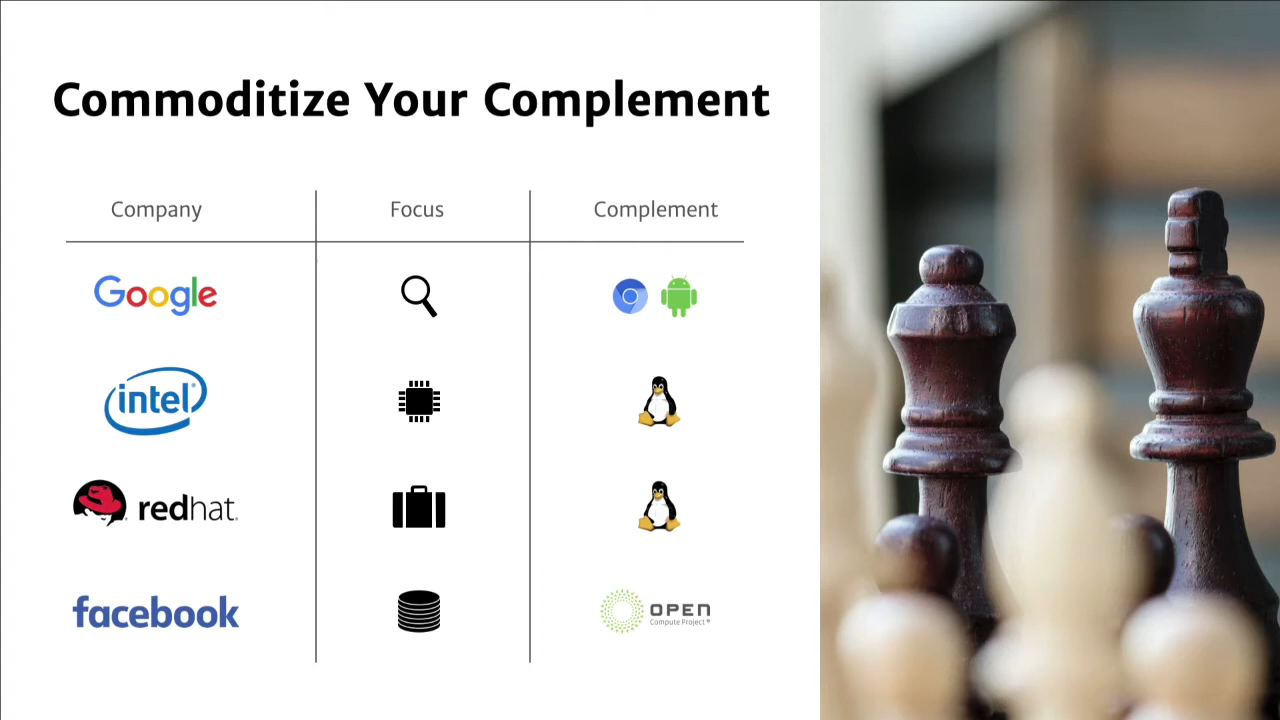 Commoditize Your Complement
Company Focus Complement
Google
intel®
redhat.
facebook
OPEN
Compute Project ®